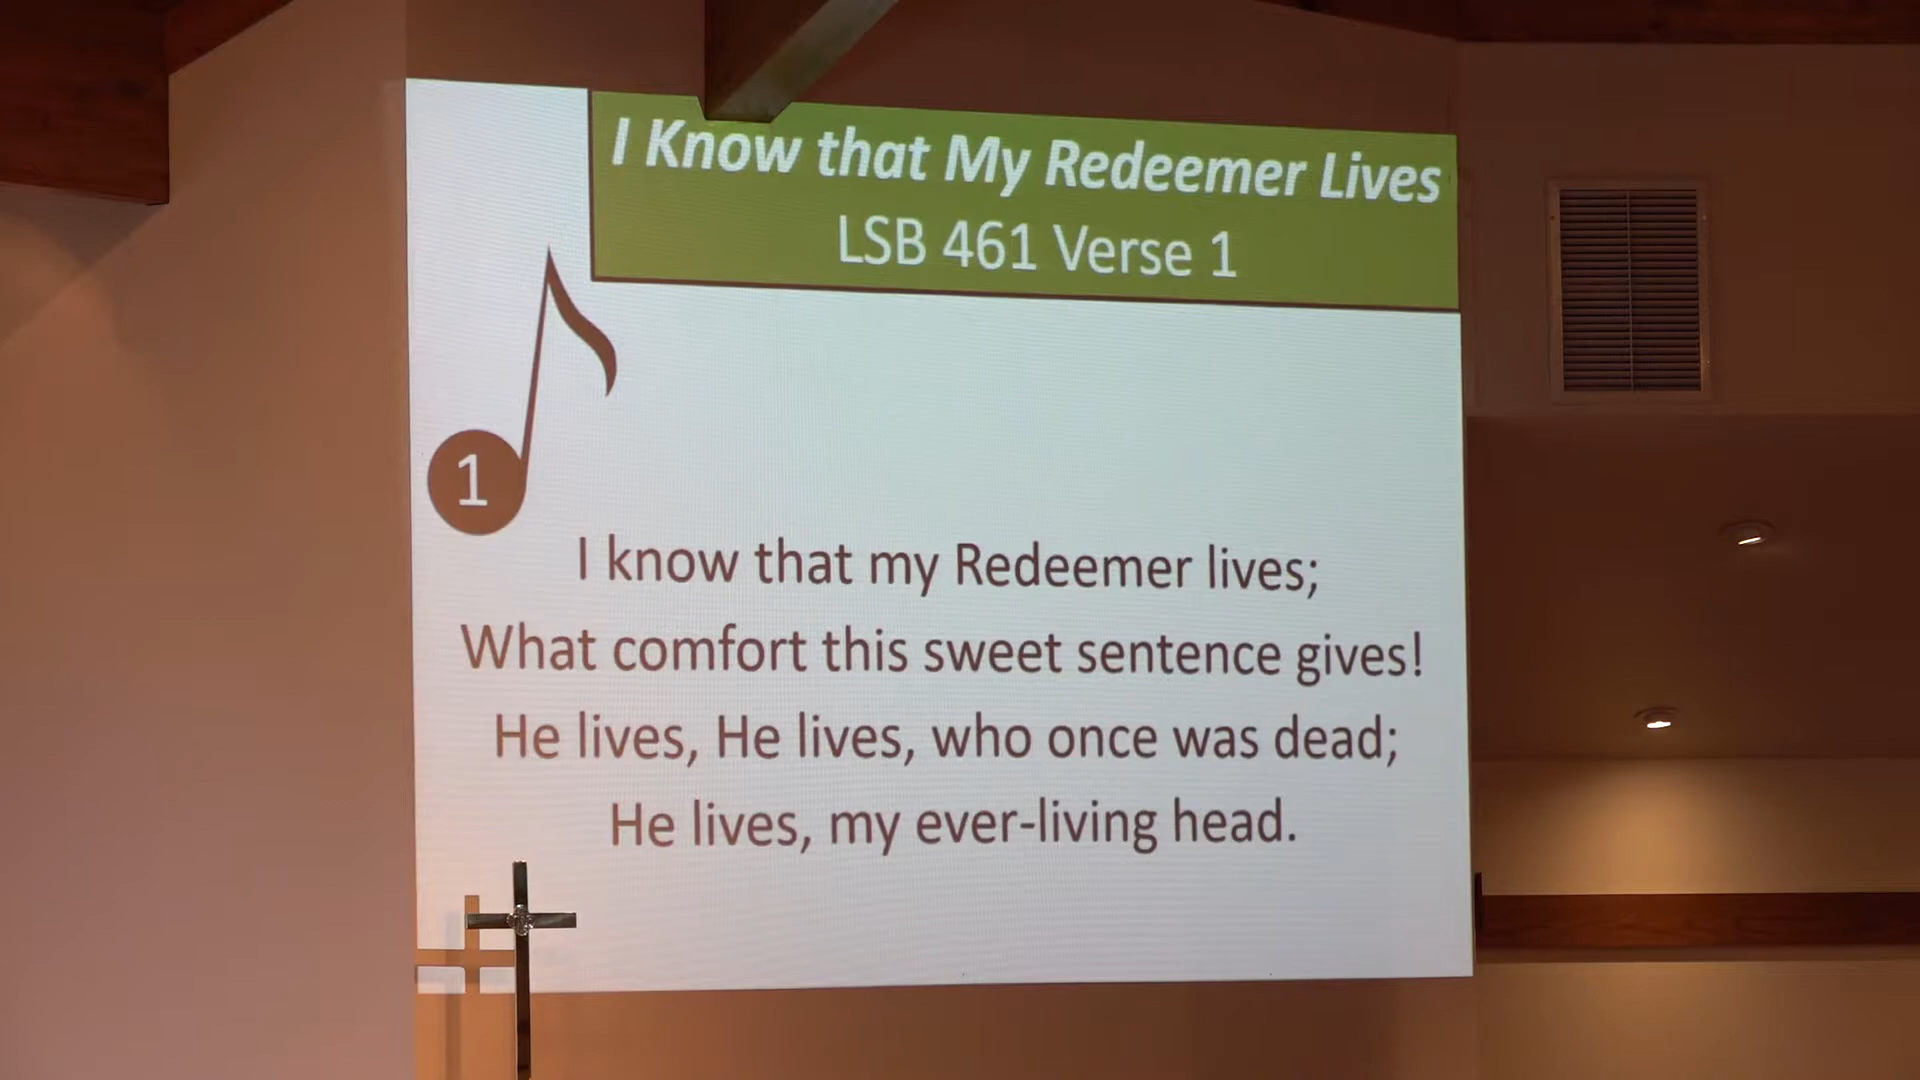 I Know that My Redeemer Lives
LSB 461 Verse 1
1
I know that my Redeemer lives;
What comfort this sweet sentence gives!
He lives, He lives, who once was dead;
He lives, my ever-living head.